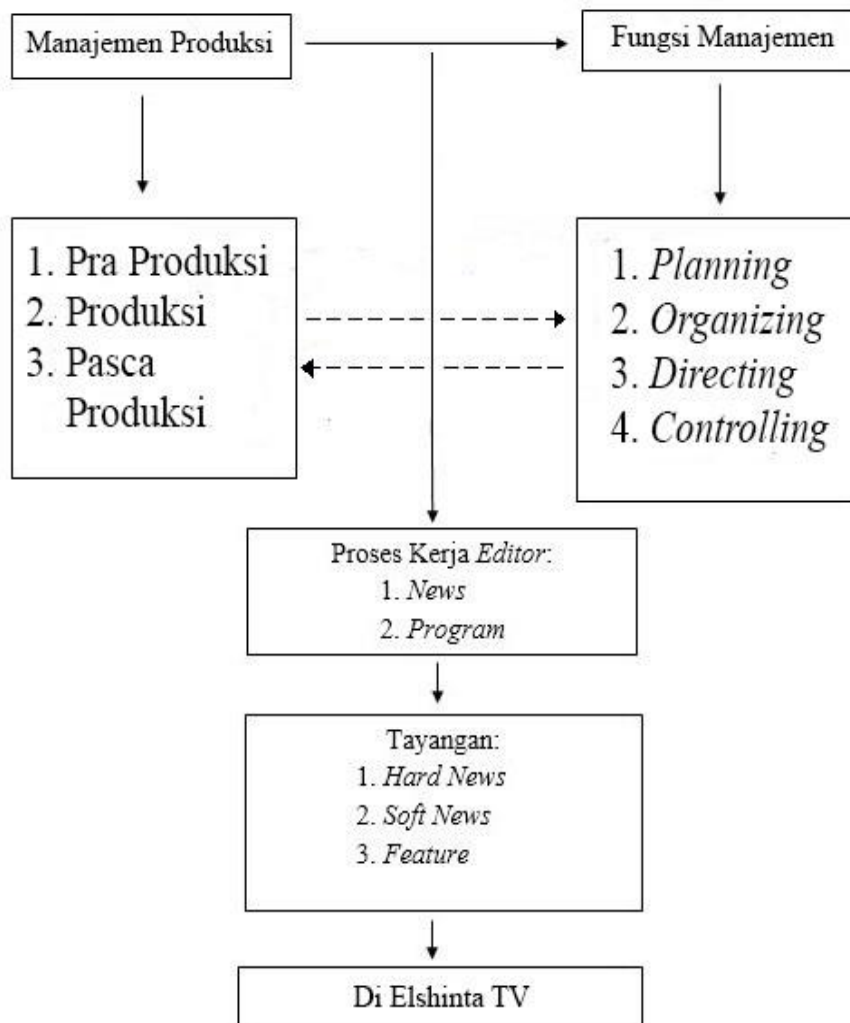 Manajemen Produksi
Fungsi Manajemen
1. Pra Produksi
2. Produksi
3. Pasca
Produksi
1. Planning
2. Organizing
3. Directing
4. Controlling
Proses Kerja Editor:
1. News
2. Program
Tayangan:
1. Hard News
2. Soft News
3. Feature
Di Elshinta TV